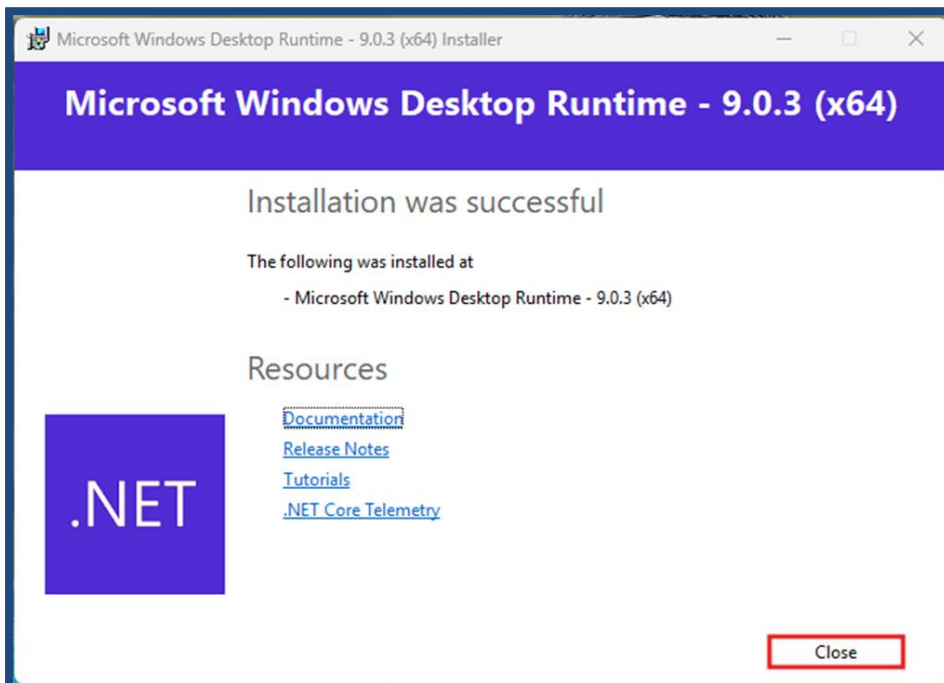 Microsoft Windows Desktop Runtime - 9.0.3 (x64) Installer
Microsoft Windows Desktop Runtime - 9.0.3 (x64)
Installation was successful
The following was installed at
- Microsoft Windows Desktop Runtime - 9.0.3 (x64)
Resources
Documentation
Release Notes
Tutorials
.NET Core Telemetry
.NET
Close